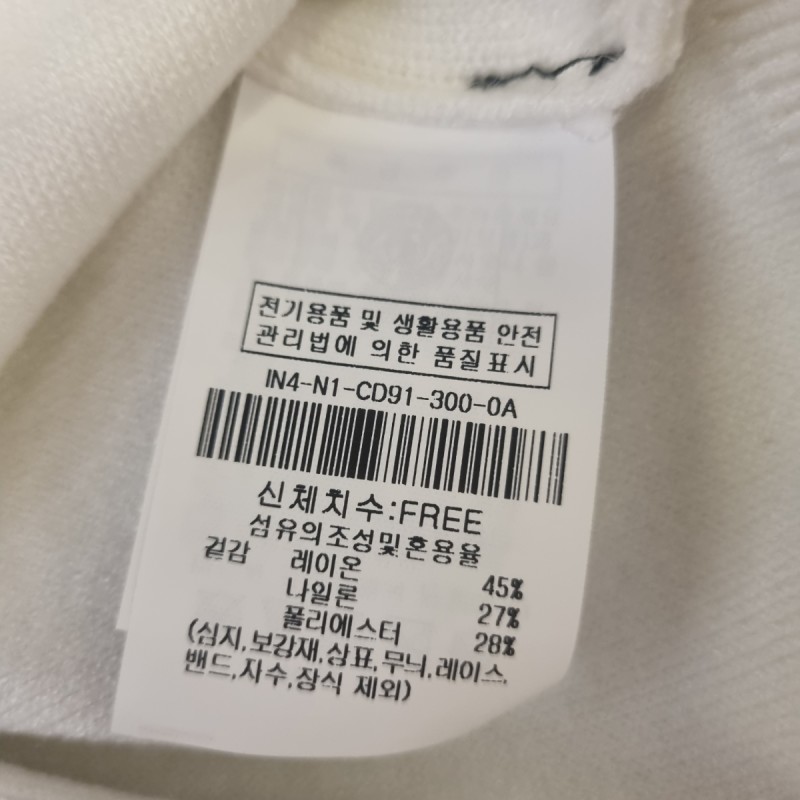 전기용품 및 생활용품 안전
관리법에 의한 품질표시
IN4-N1-CD91-300-0A
신체치수:FREE
섬유의조성및혼용율
겉감 레이온 45%
나일론 27%
폴리에스터 28%
(심지,보강재,상표,무늬,레이스,
밴드,자수,장식 제외)